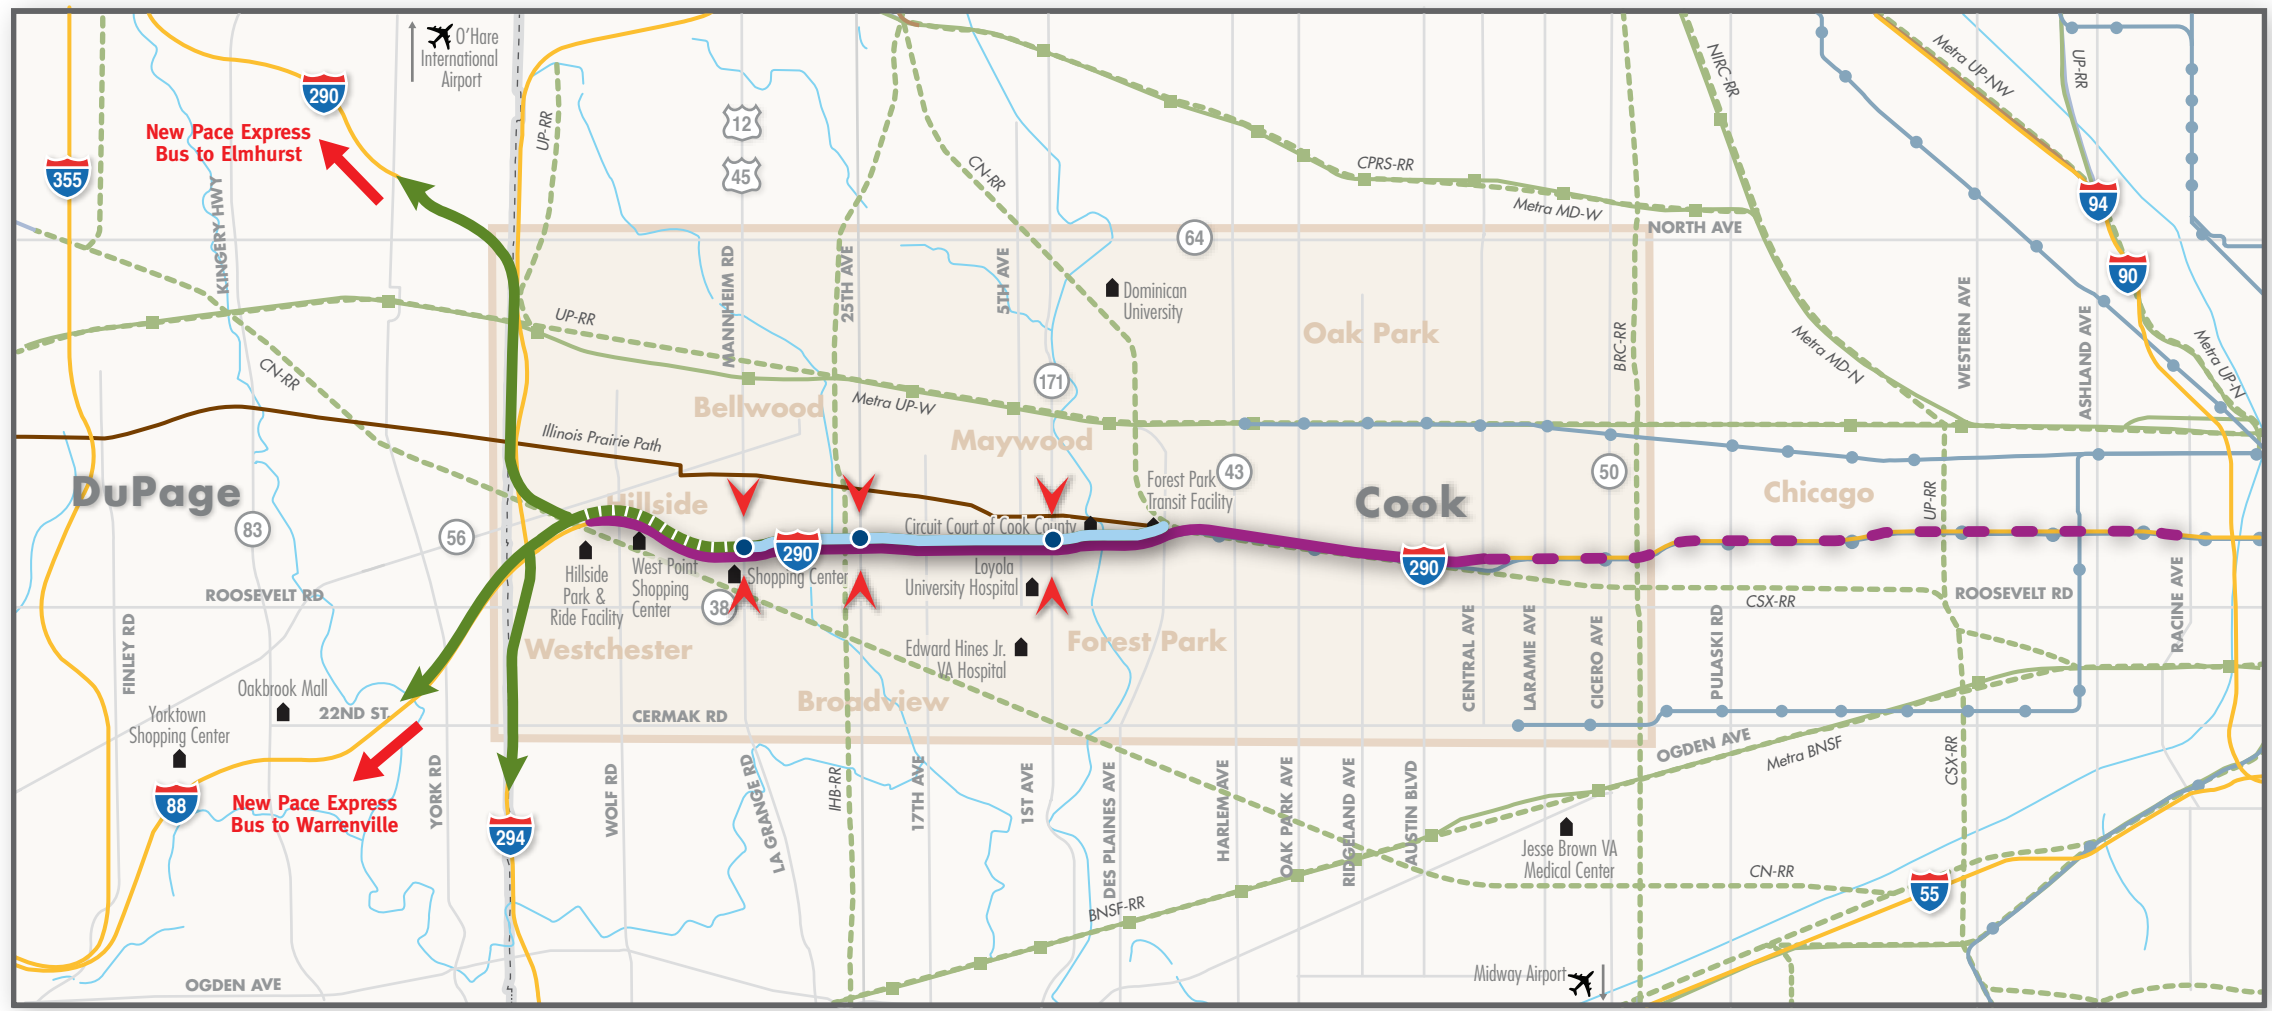 O'Hare
International
Airport
290
New Pace Express
Bus to Elmhurst
355
KINGERY HWY
UP-RR
12
45
CN-RR
CPRS-RR
Metra MD-W
NIRC-RR
Metra UP-NW
UP-RR
94
90
NORTH AVE
64
MANNHEIM RD
25TH AVE
5TH AVE
Dominican
University
Oak Park
BRC-RR
WESTERN AVE
ASHLAND AVE
Metra MD-N
Metra UP-N
UP-RR
CN-RR
171
Bellwood
Metra UP-W
Maywood
Illinois Prairie Path
DuPage
83
56
Hillside
Forest Park
Transit Facility
43
50
Cook
Chicago
UP-RR
Circuit Court of Cook County
290
290
Hillside
Park &
Ride Facility
West Point
Shopping
Center
Shopping Center
38
Loyola
University Hospital
ROOSEVELT RD
CSX-RR
ROOSEVELT RD
FINLEY RD
Westchester
Edward Hines Jr.
VA Hospital
Forest Park
Broadview
CENTRAL AVE
LARAMIE AVE
CICERO AVE
PULASKI RD
RACINE AVE
Oakbrook Mall
22ND ST.
Yorktown
Shopping Center
CERMAK RD
OGDEN AVE
Metra BNSF
CSX-RR
88
New Pace Express
Bus to Warrenville
YORK RD
294
WOLF RD
LA GRANGE RD
IHB-RR
17TH AVE
1ST AVE
DES PLAINES AVE
HARLEM AVE
OAK PARK AVE
RIDGELAND AVE
AUSTIN BLVD
Jesse Brown VA
Medical Center
CN-RR
55
BNSF-RR
Midway Airport
OGDEN AVE